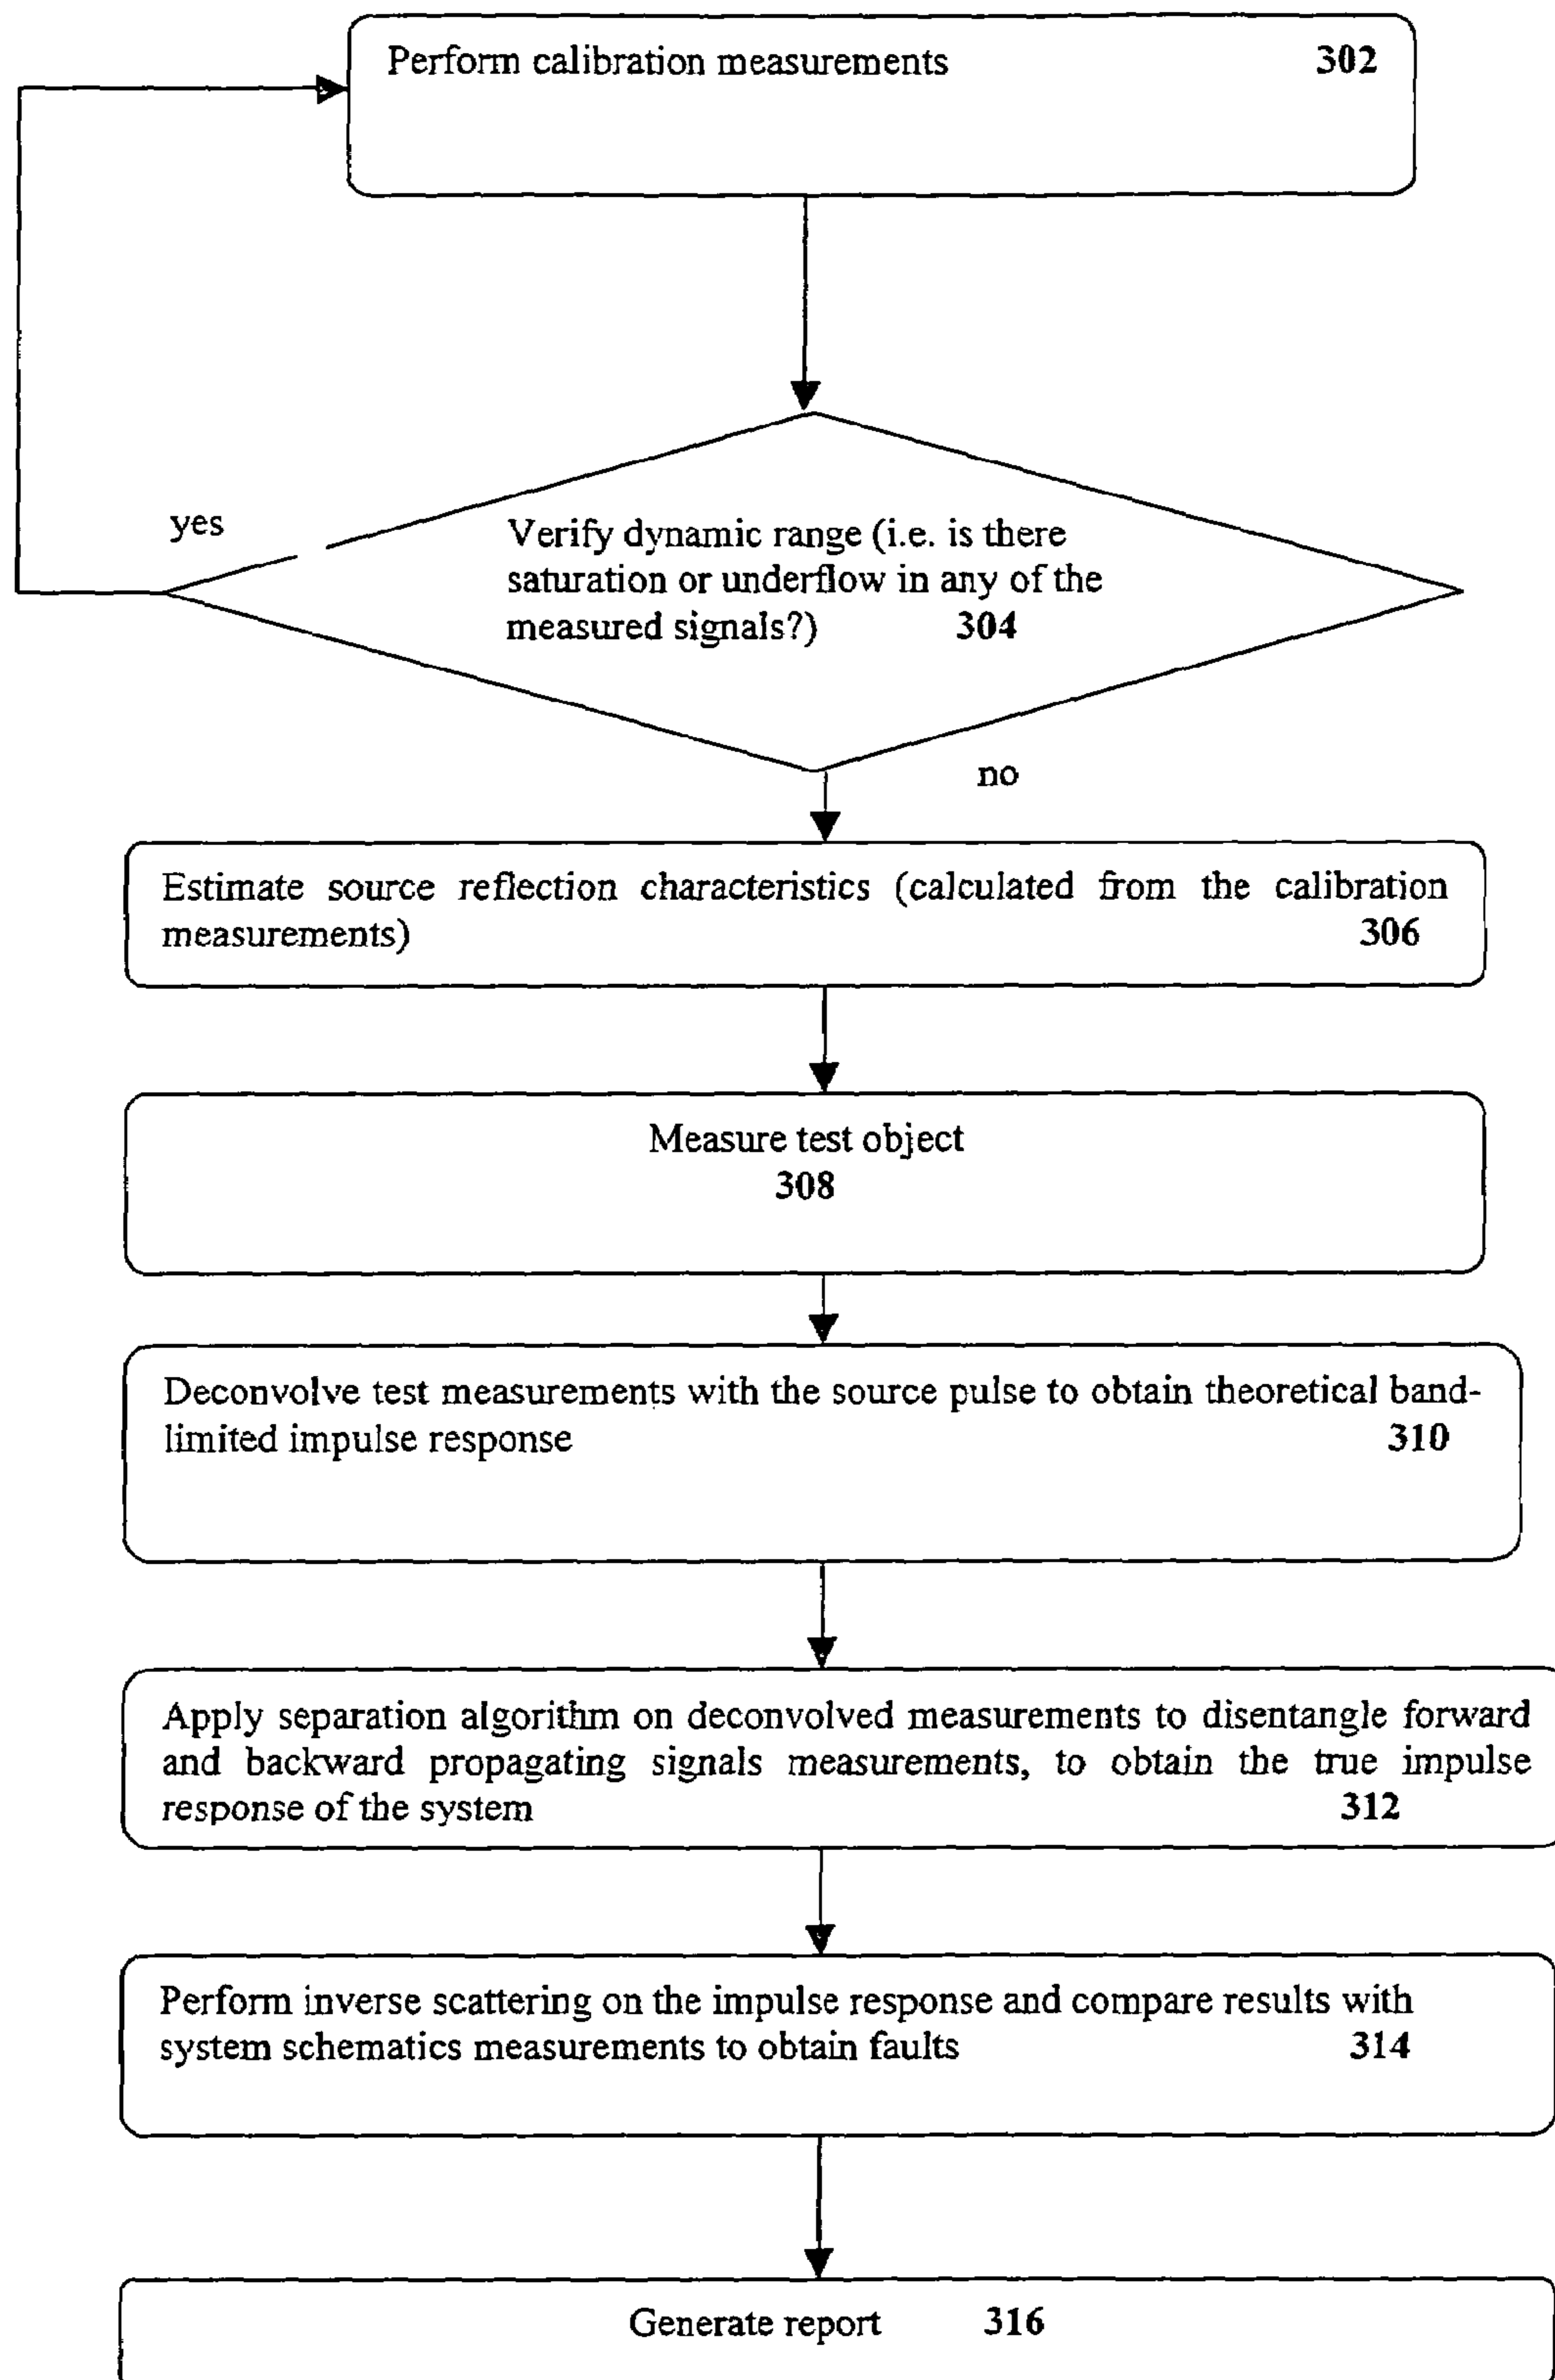 Perform calibration measurements 302
yes
Verify dynamic range (i.e. is there
saturation or underflow in any of the
measured signals?) 304
no
Estimate source reflection characteristics (calculated from the calibration
measurements) 306
Measure test object
308
Deconvolve test measurements with the source pulse to obtain theoretical band-
limited impulse response 310
Apply separation algorithm on deconvolved measurements to disentangle forward
and backward propagating signals measurements, to obtain the true impulse
response of the system 312
Perform inverse scattering on the impulse response and compare results with
system schematics measurements to obtain faults 314
Generate report 316